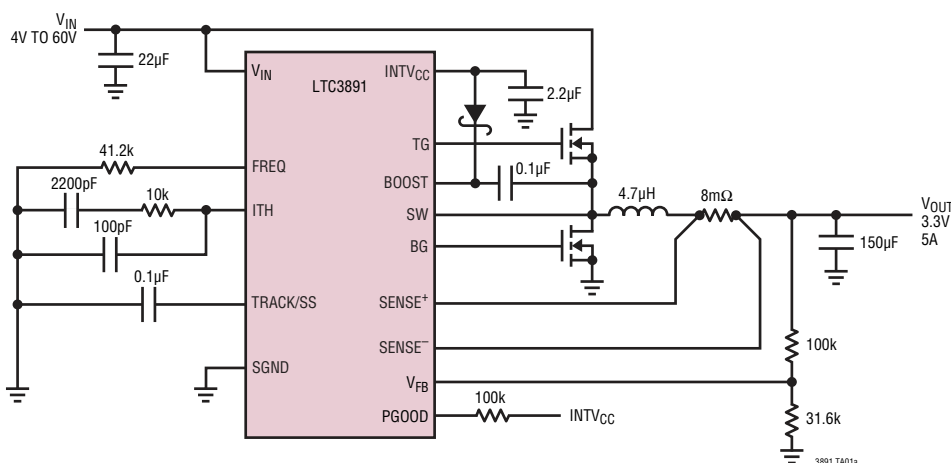 VIN
4V TO 60V
22µF
VIN
LTC3891
INTVCC
2.2µF
TG
41.2k
FREQ
BOOST
0.1µF
2200pF
10k
ITH
SW
4.7µH
8mΩ
VOUT
3.3V
5A
100pF
BG
150µF
0.1µF
TRACK/SS
SENSE+
SENSE–
100k
SGND
VFB
100k
PGOOD
INTVCC
31.6k
3891 TA01a